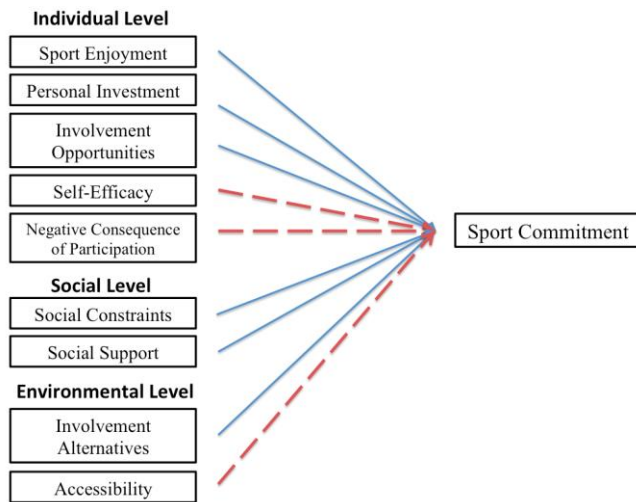 Individual Level
Sport Enjoyment
Personal Investment
Involvement
Opportunities
Self-Efficacy
Negative Consequence
of Participation
Sport Commitment
Social Level
Social Constraints
Social Support
Environmental Level
Involvement
Alternatives
Accessibility